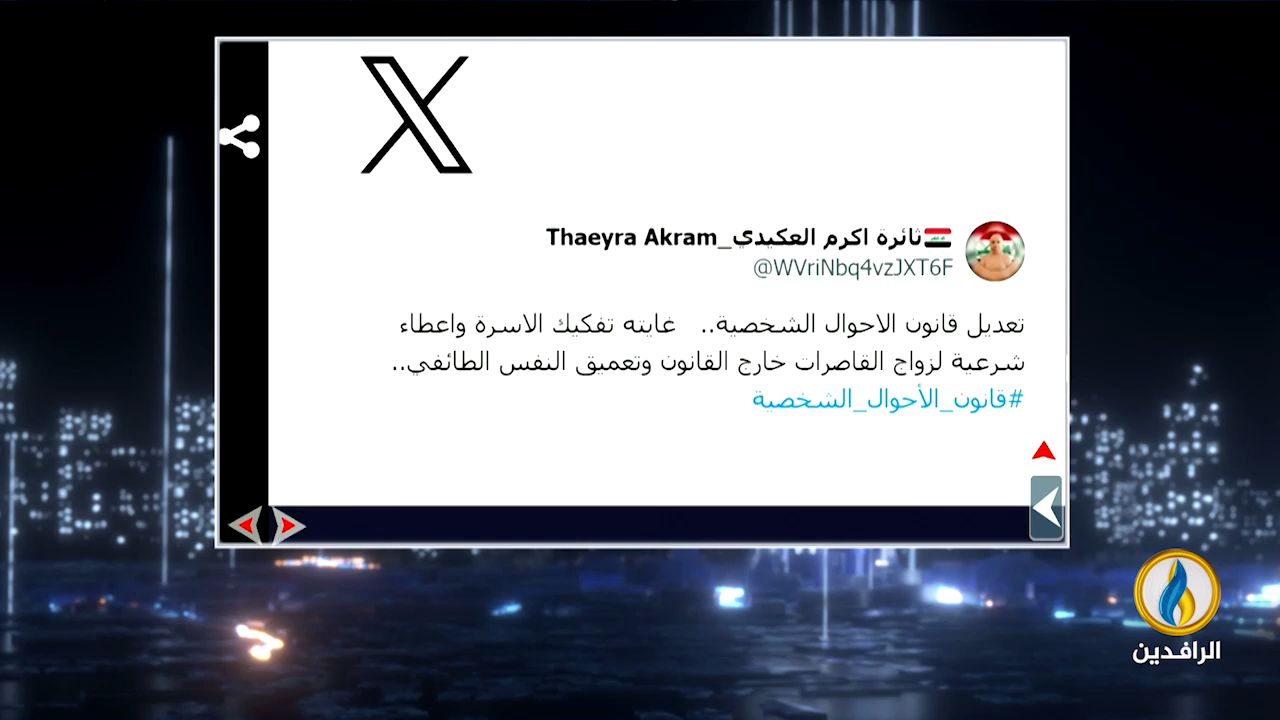 ثائرة اكرم العكيدي_Thaeyra Akram
@WVriNbq4vzJXT6F
تعديل قانون الاحوال الشخصية.. غايته تفكيك الاسرة واعطاء
شرعية لزواج القاصرات خارج القانون وتعميق النفس الطائفي..
#قانون_الأحوال_الشخصية
الرافدين